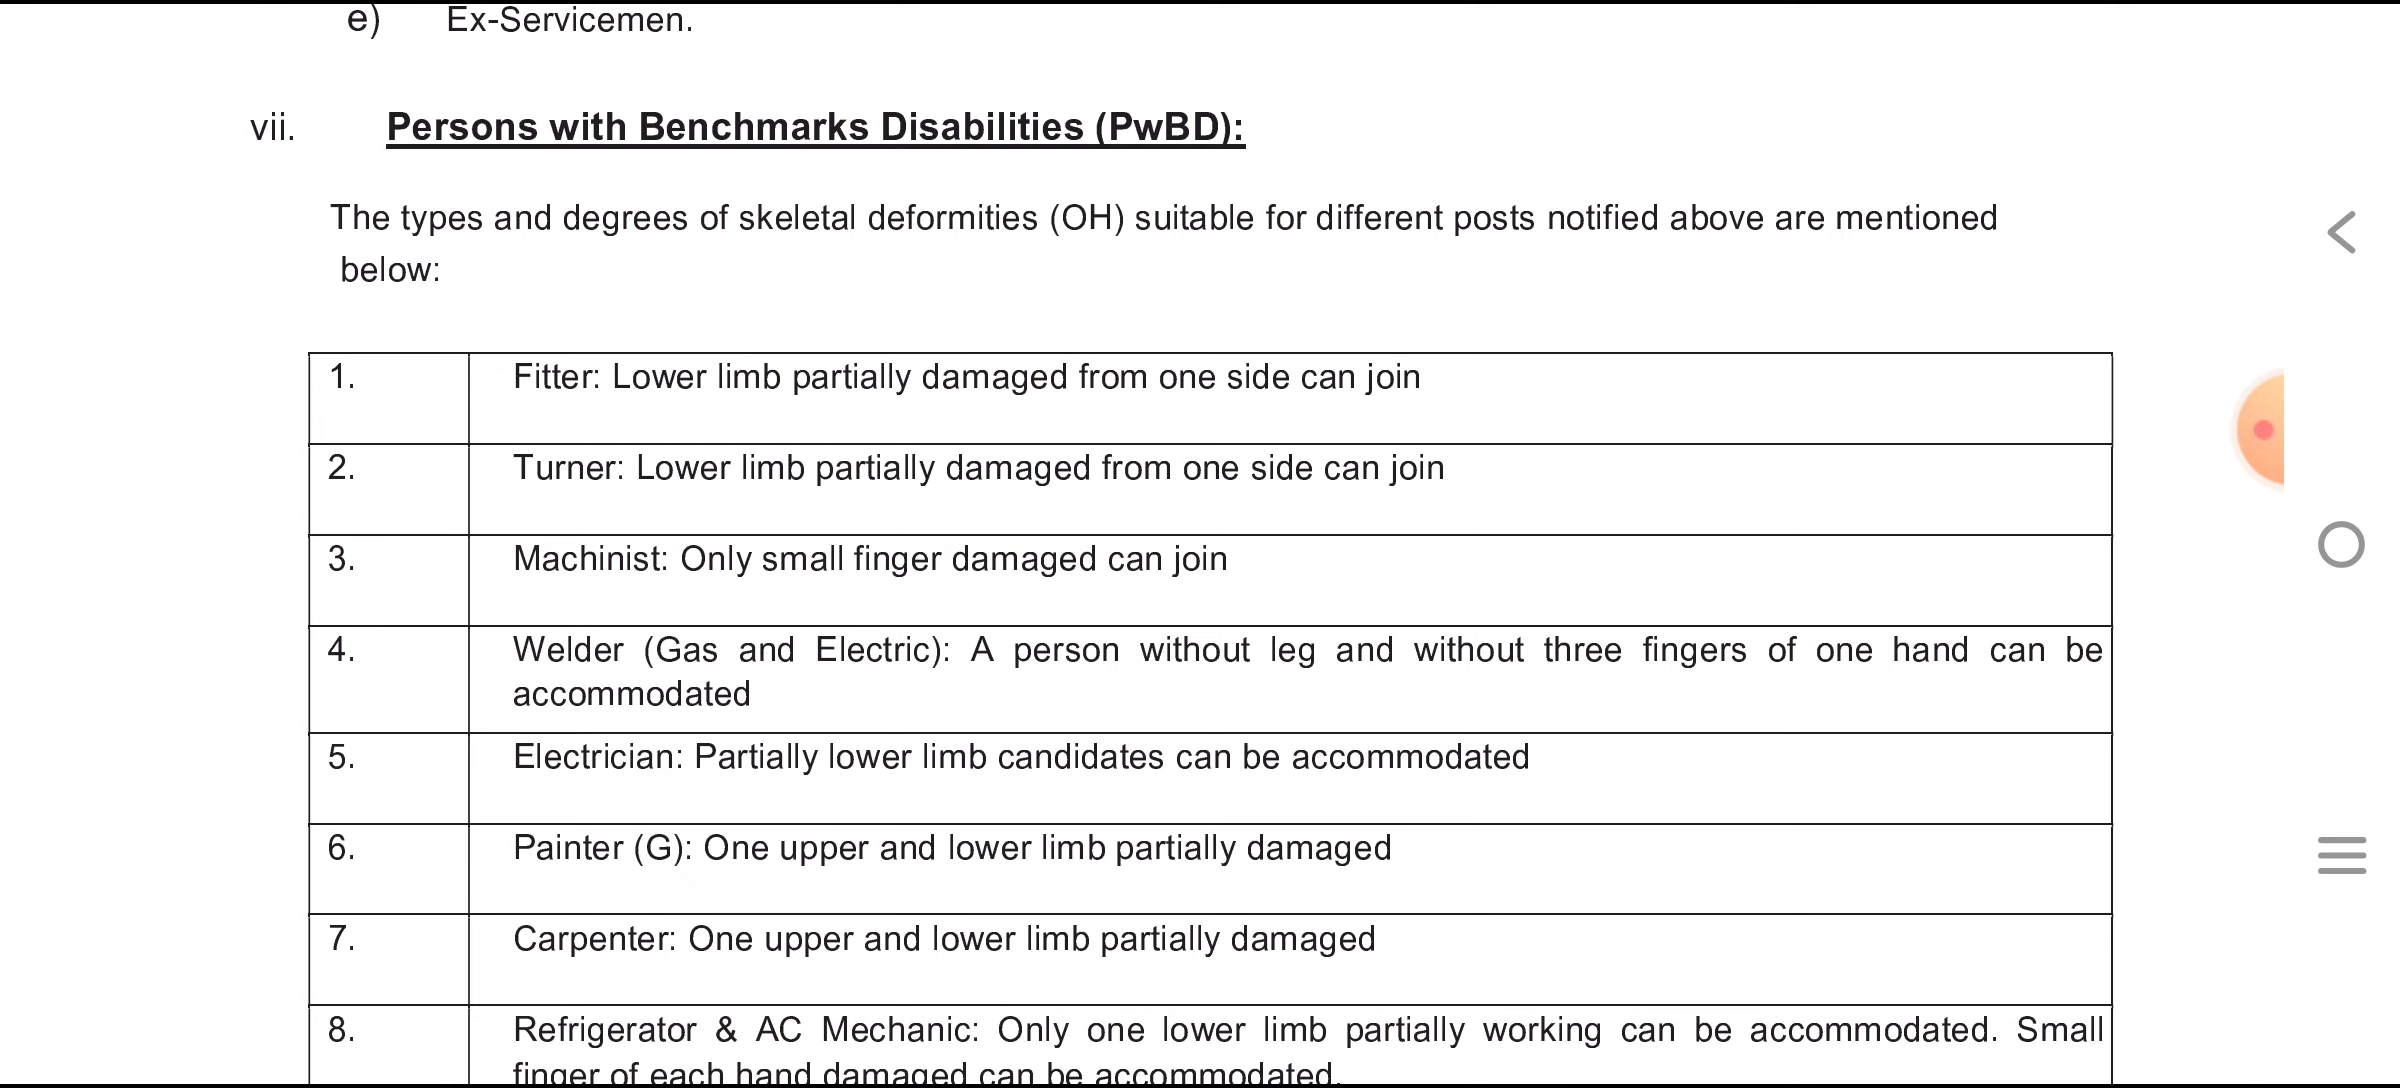 e) Ex-Servicemen.
vii. Persons with Benchmarks Disabilities (PwBD):
The types and degrees of skeletal deformities (OH) suitable for different posts notified above are mentioned
below:
1. Fitter: Lower limb partially damaged from one side can join
2. Turner: Lower limb partially damaged from one side can join
3. Machinist: Only small finger damaged can join
4. Welder (Gas and Electric): A person without leg and without three fingers of one hand can be
accommodated
5. Electrician: Partially lower limb candidates can be accommodated
6. Painter (G): One upper and lower limb partially damaged
7. Carpenter: One upper and lower limb partially damaged
8. Refrigerator & AC Mechanic: Only one lower limb partially working can be accommodated. Small
finger of each hand damaged can be accommodated.